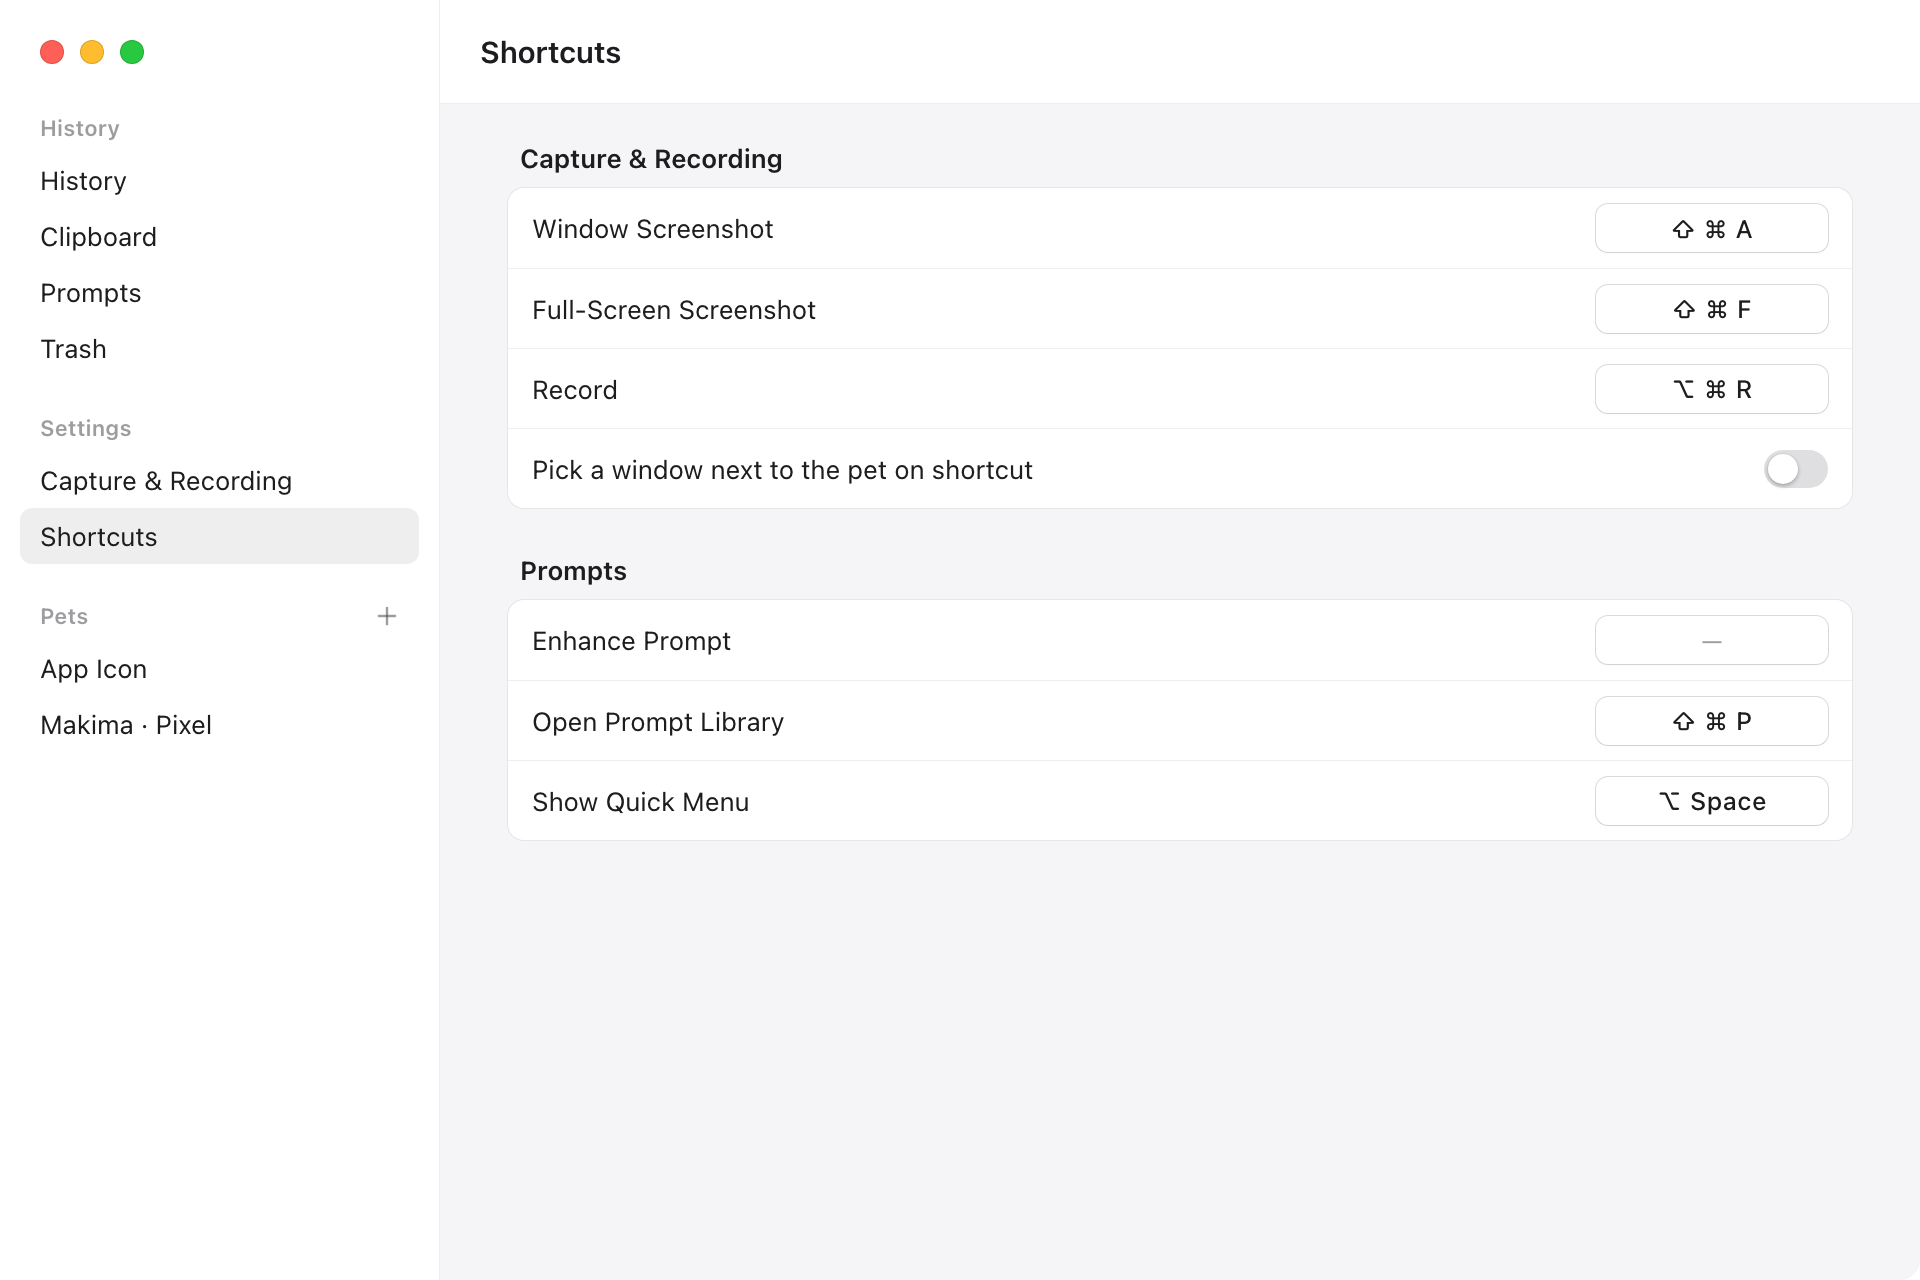 Shortcuts
History
History
Clipboard
Prompts
Trash
Settings
Capture & Recording
Shortcuts
Pets
App Icon
Makima · Pixel
Capture & Recording
Window Screenshot ⇧ ⌘ A
Full-Screen Screenshot ⇧ ⌘ F
Record ⌥ ⌘ R
Pick a window next to the pet on shortcut
Prompts
Enhance Prompt —
Open Prompt Library ⇧ ⌘ P
Show Quick Menu ⌥ Space